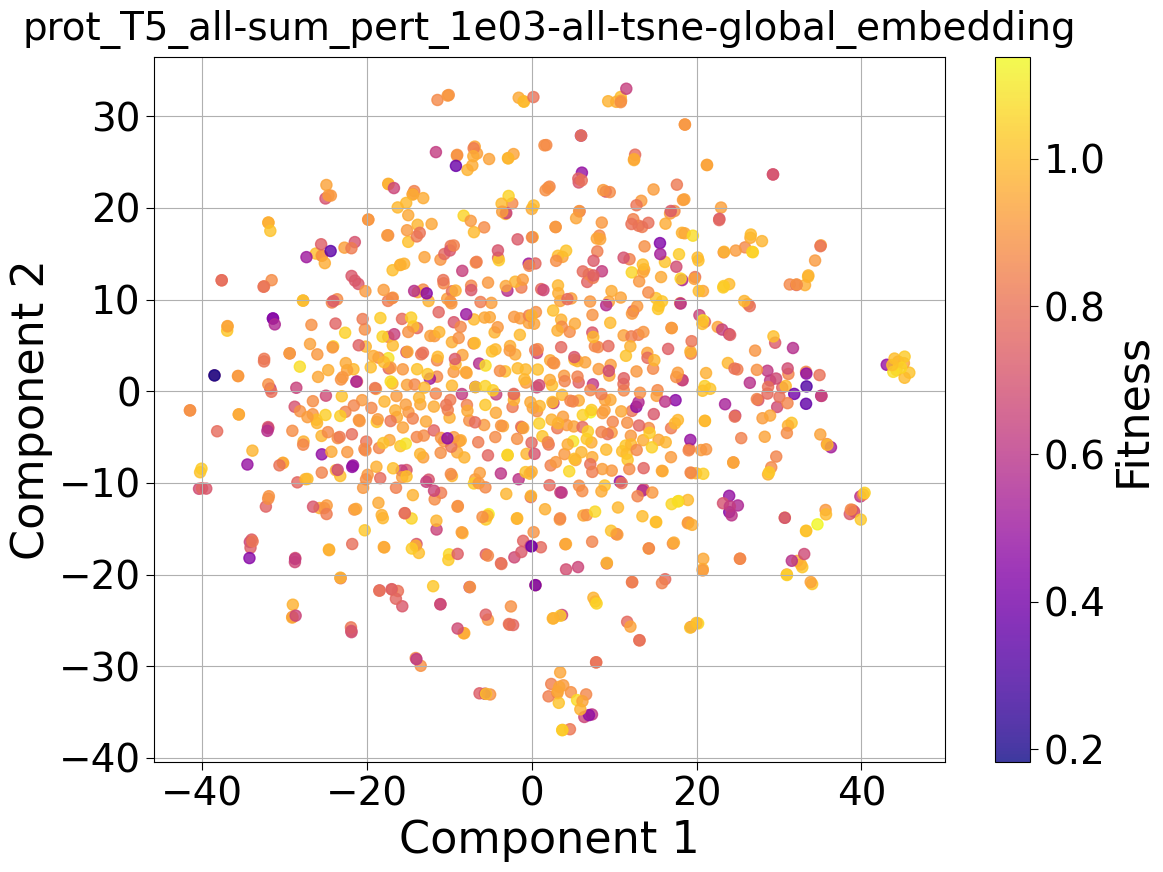 prot_T5_all-sum_pert_1e03-all-tsne-global_embedding
30
20
10
0
−10
−20
−30
−40
Component 2
−40 −20 0 20 40
Component 1
1.0
0.8
0.6
0.4
0.2
Fitness